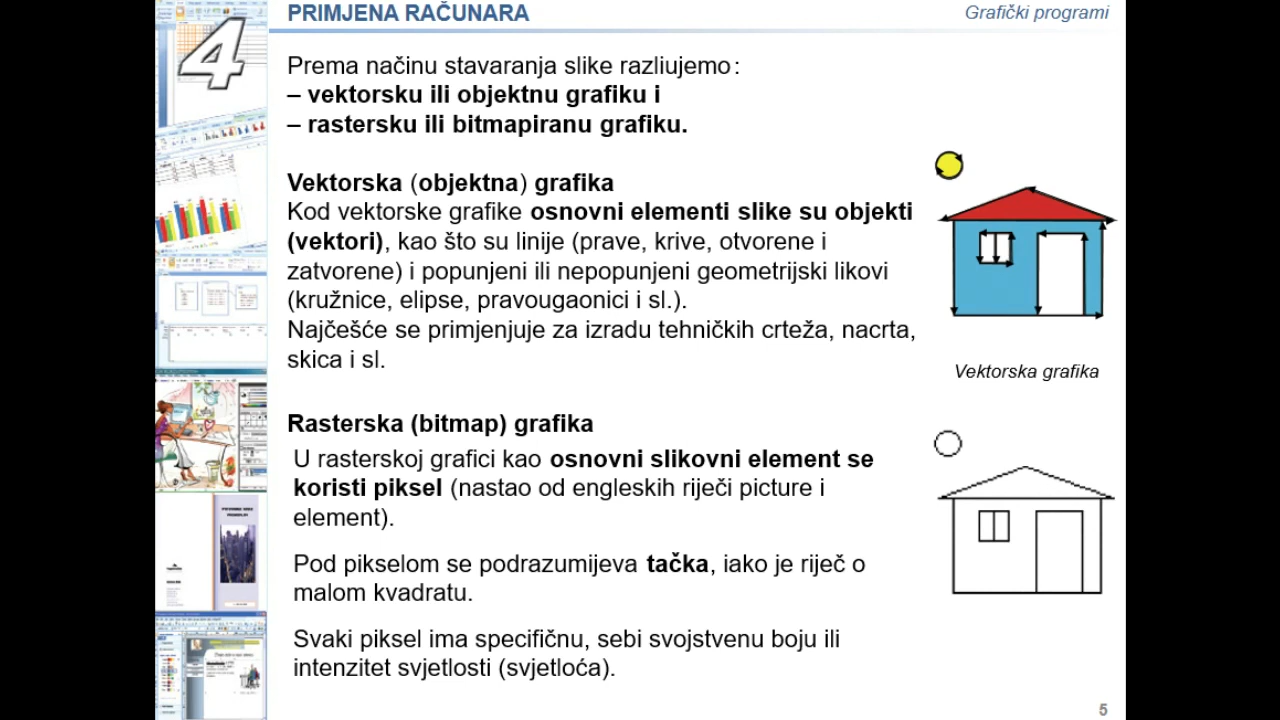 4
PRIMJENA RAČUNARA
Grafički programi
Prema načinu stavaranja slike razliujemo:
– vektorsku ili objektnu grafiku i
– rastersku ili bitmapiranu grafiku.
Vektorska (objektna) grafika
Kod vektorske grafike osnovni elementi slike su objekti
(vektori), kao što su linije (prave, krive, otvorene i
zatvorene) i popunjeni ili nepopunjeni geometrijski likovi
(kružnice, elipse, pravougaonici i sl.).
Najčešće se primjenjuje za izradu tehničkih crteža, nacrta,
skica i sl.
Vektorska grafika
Rasterska (bitmap) grafika
U rasterskoj grafici kao osnovni slikovni element se
koristi piksel (nastao od engleskih riječi picture i
element).
Pod pikselom se podrazumijeva tačka, iako je riječ o
malom kvadratu.
Svaki piksel ima specifičnu, sebi svojstvenu boju ili
intenzitet svjetlosti (svjetloća).
5